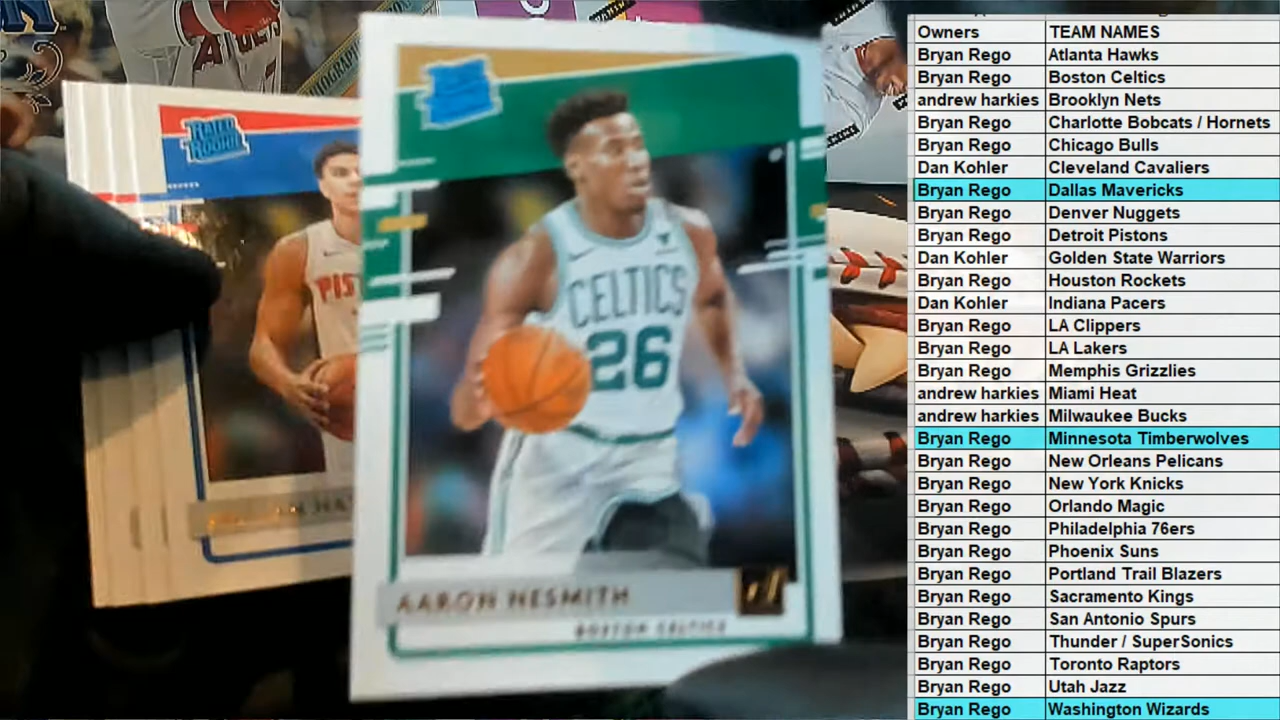 RATED
ROOKIE
PIS
CELTICS
26
AARON NESMITH
BOSTON CELTICS
Owners TEAM NAMES
Bryan Rego Atlanta Hawks
Bryan Rego Boston Celtics
andrew harkies Brooklyn Nets
Bryan Rego Charlotte Bobcats / Hornets
Bryan Rego Chicago Bulls
Dan Kohler Cleveland Cavaliers
Bryan Rego Dallas Mavericks
Bryan Rego Denver Nuggets
Bryan Rego Detroit Pistons
Dan Kohler Golden State Warriors
Bryan Rego Houston Rockets
Dan Kohler Indiana Pacers
Bryan Rego LA Clippers
Bryan Rego LA Lakers
Bryan Rego Memphis Grizzlies
andrew harkies Miami Heat
andrew harkies Milwaukee Bucks
Bryan Rego Minnesota Timberwolves
Bryan Rego New Orleans Pelicans
Bryan Rego New York Knicks
Bryan Rego Orlando Magic
Bryan Rego Philadelphia 76ers
Bryan Rego Phoenix Suns
Bryan Rego Portland Trail Blazers
Bryan Rego Sacramento Kings
Bryan Rego San Antonio Spurs
Bryan Rego Thunder / SuperSonics
Bryan Rego Toronto Raptors
Bryan Rego Utah Jazz
Bryan Rego Washington Wizards